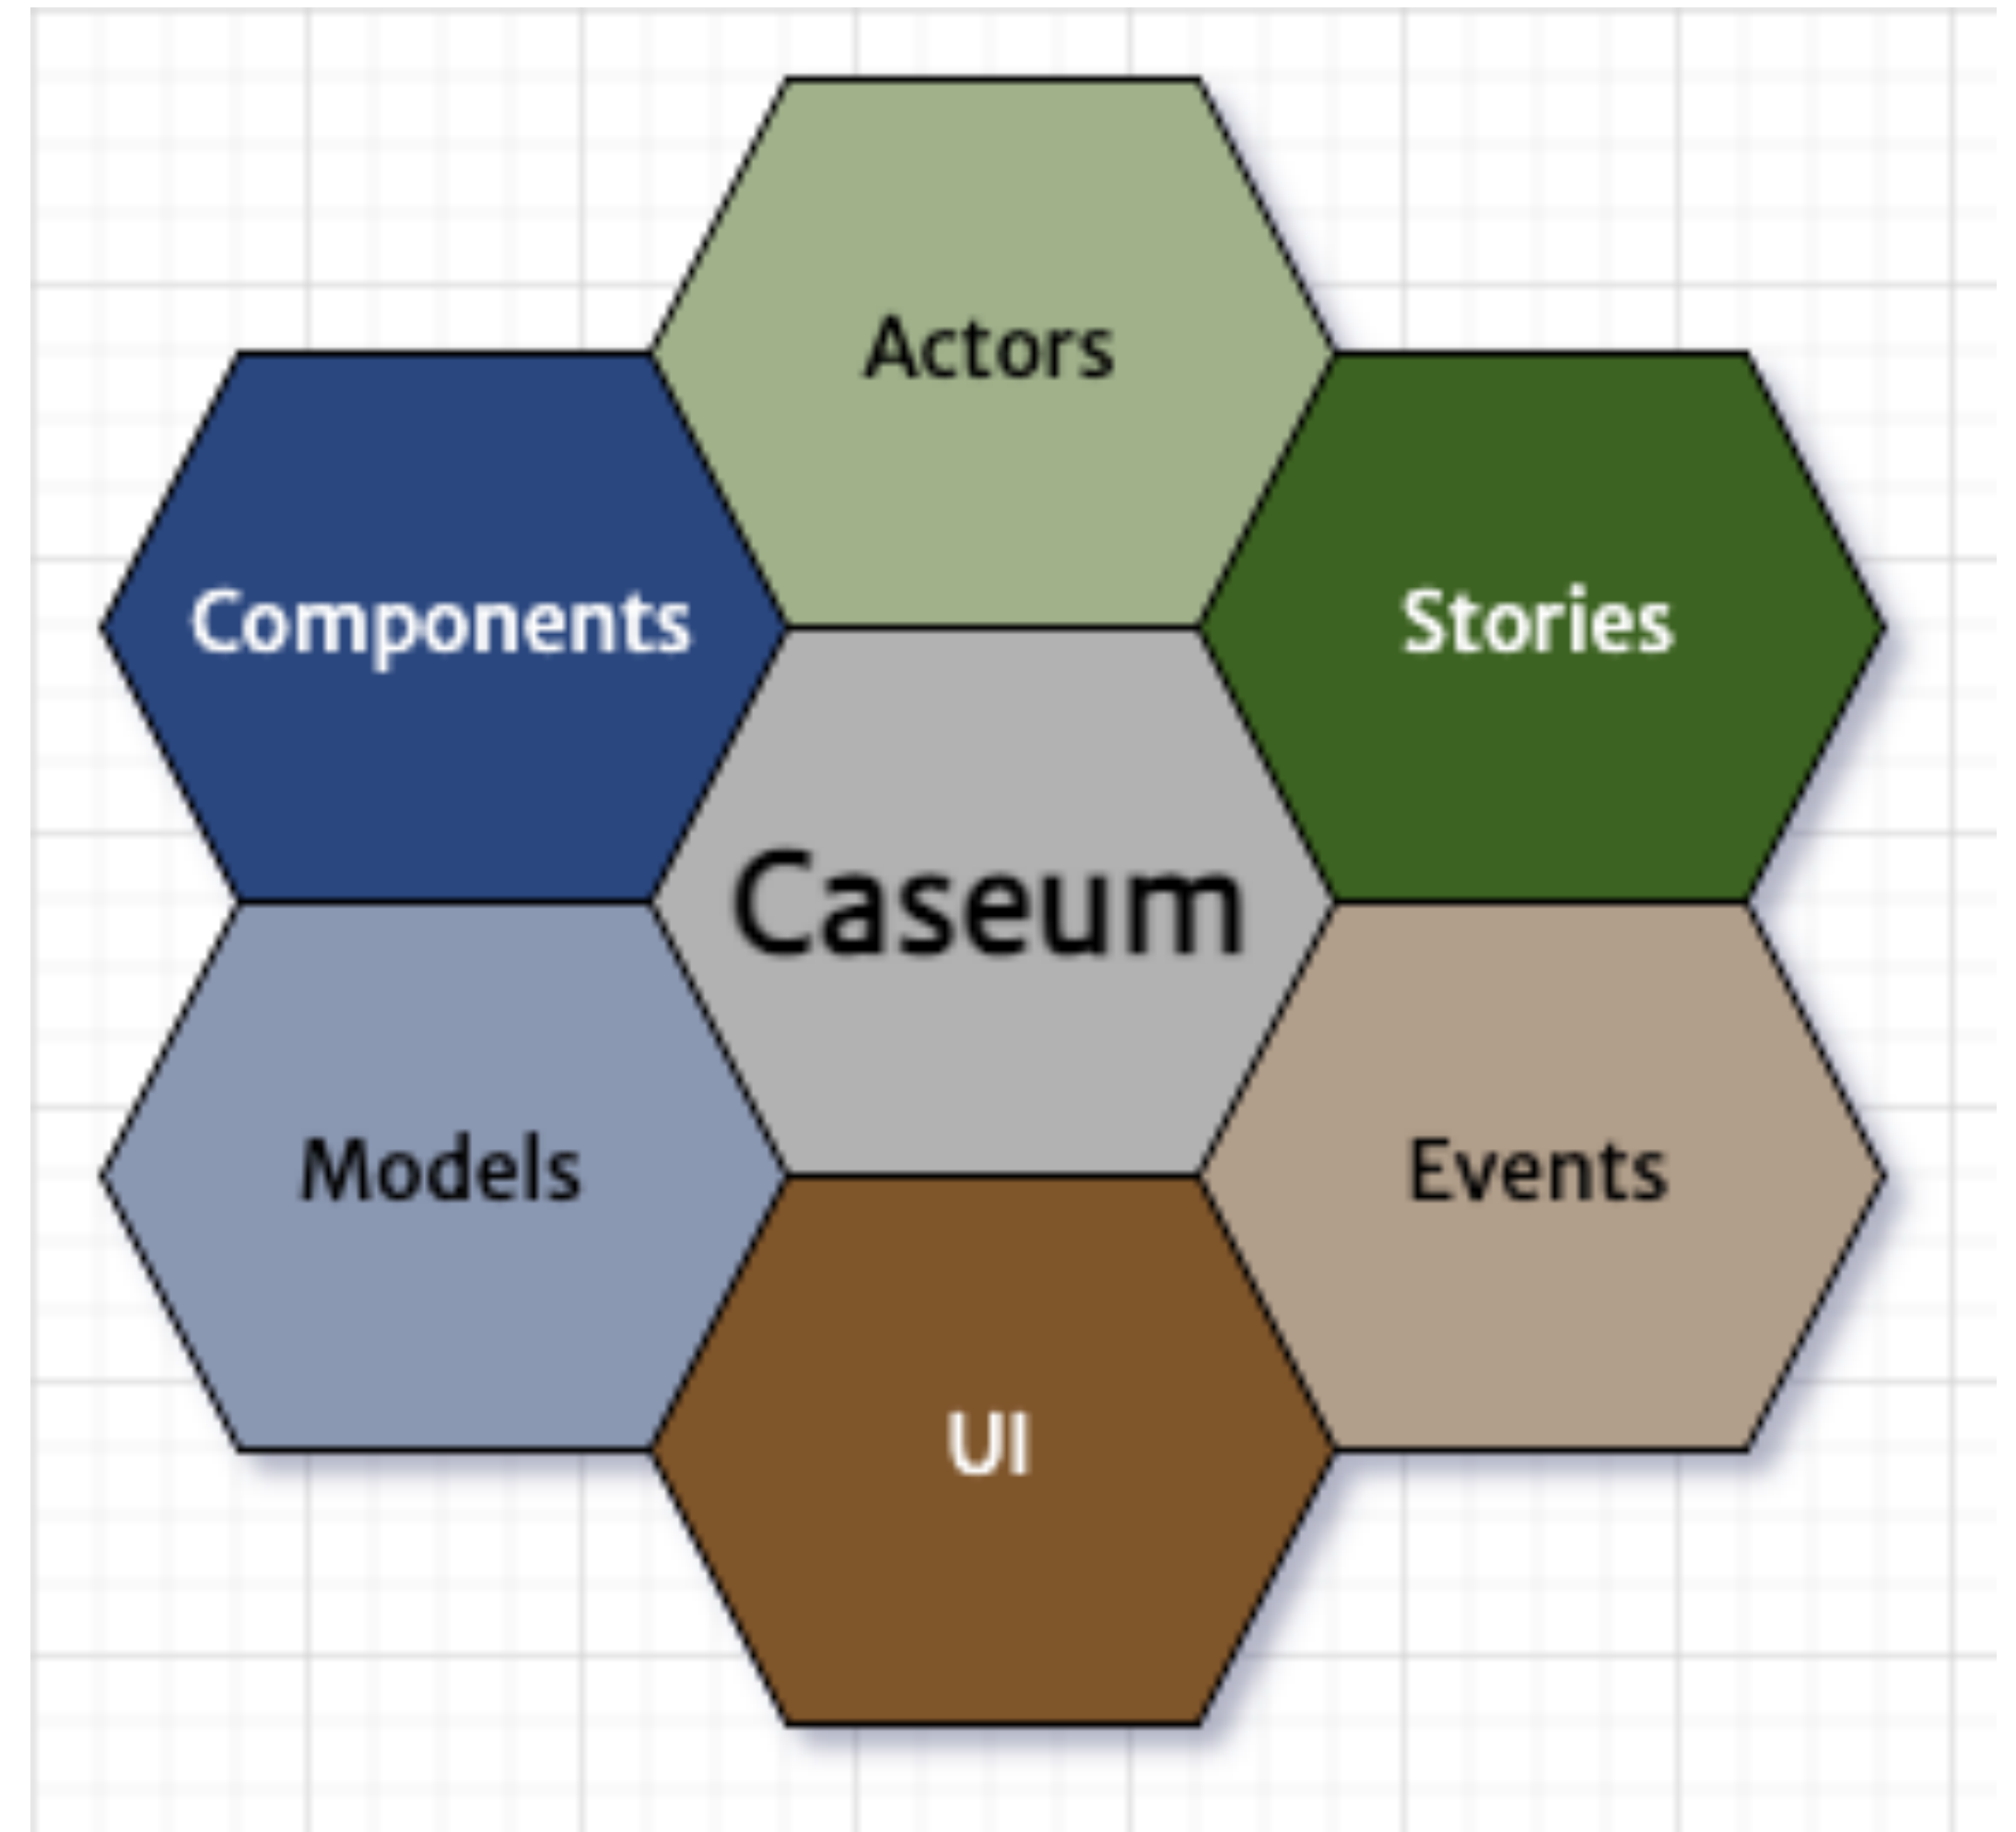 Actors
Components
Stories
Caseum
Models
Events
UI